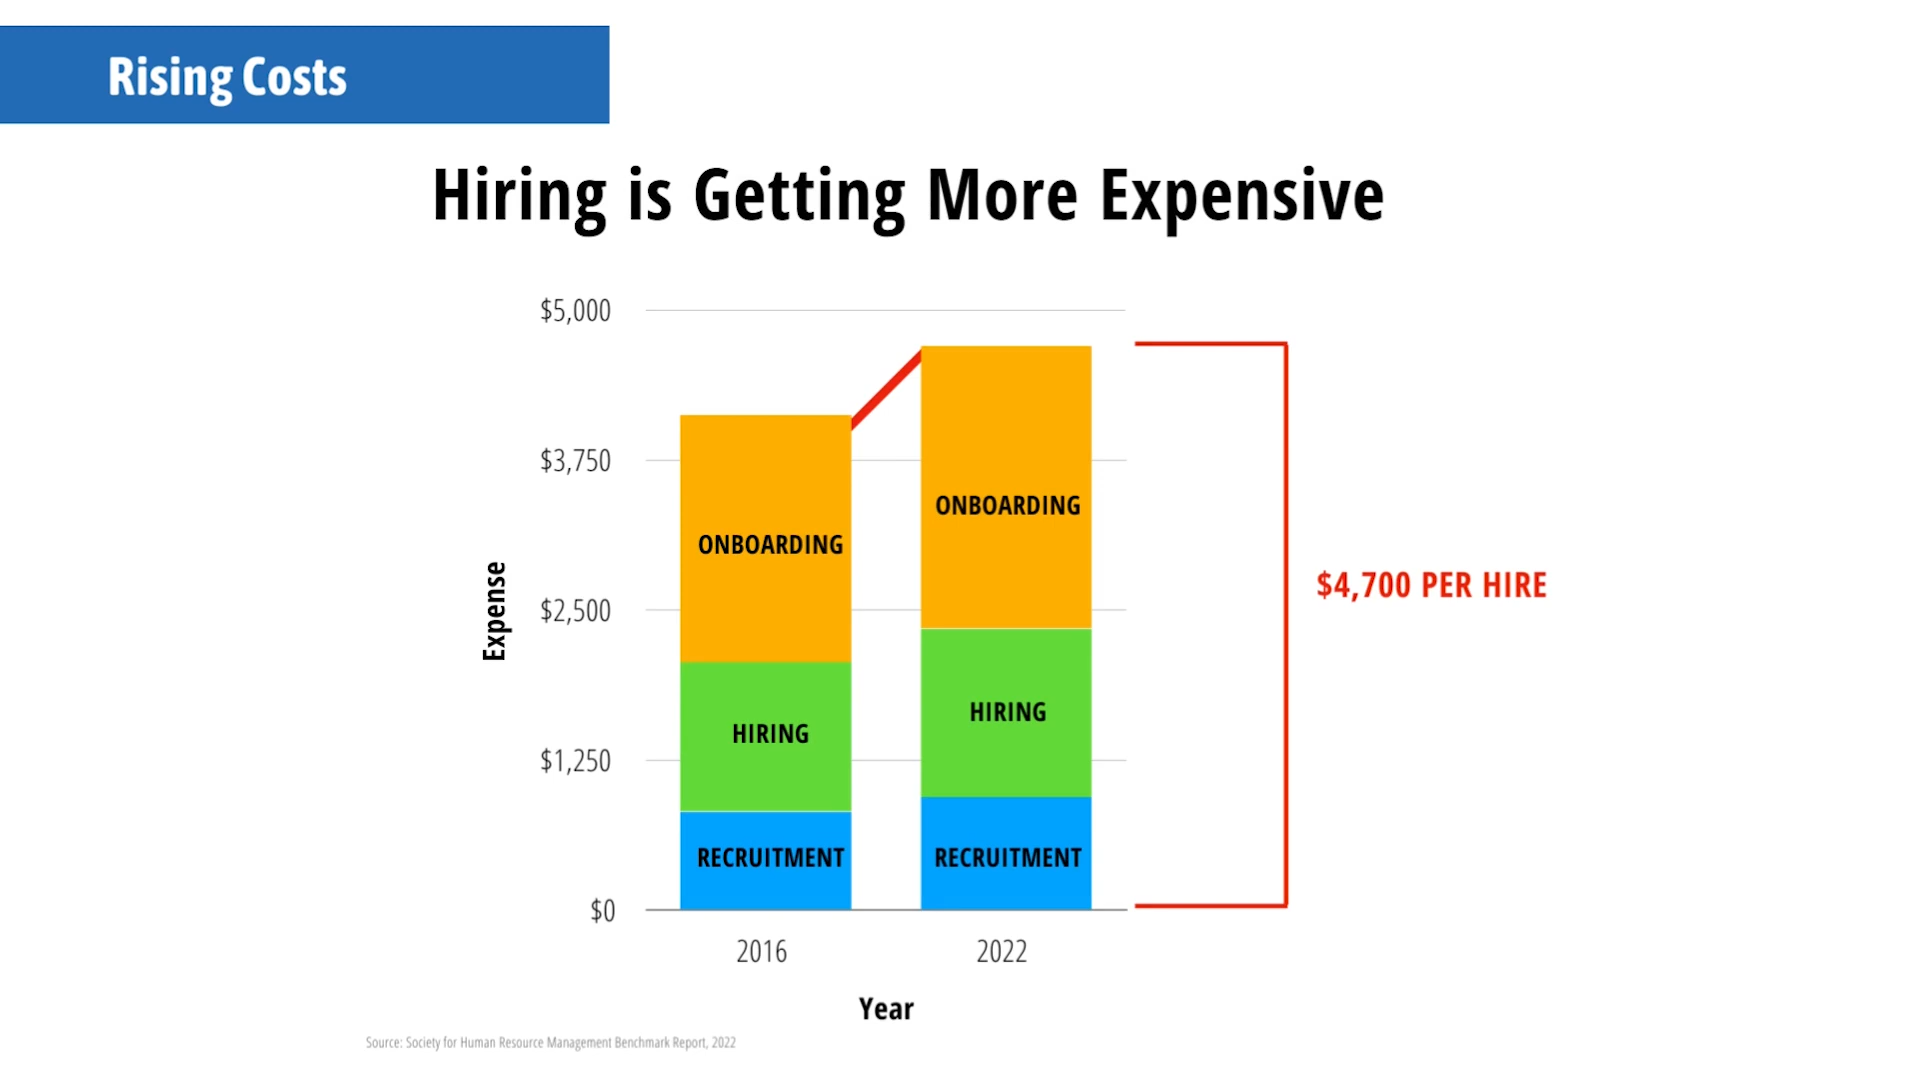 Rising Costs
Hiring is Getting More Expensive
$5,000
$3,750
$2,500
$1,250
$0
Expense
ONBOARDING
HIRING
RECRUITMENT
ONBOARDING
HIRING
RECRUITMENT
$4,700 PER HIRE
2016
2022
Year
Source: Society for Human Resource Management Benchmark Report, 2022